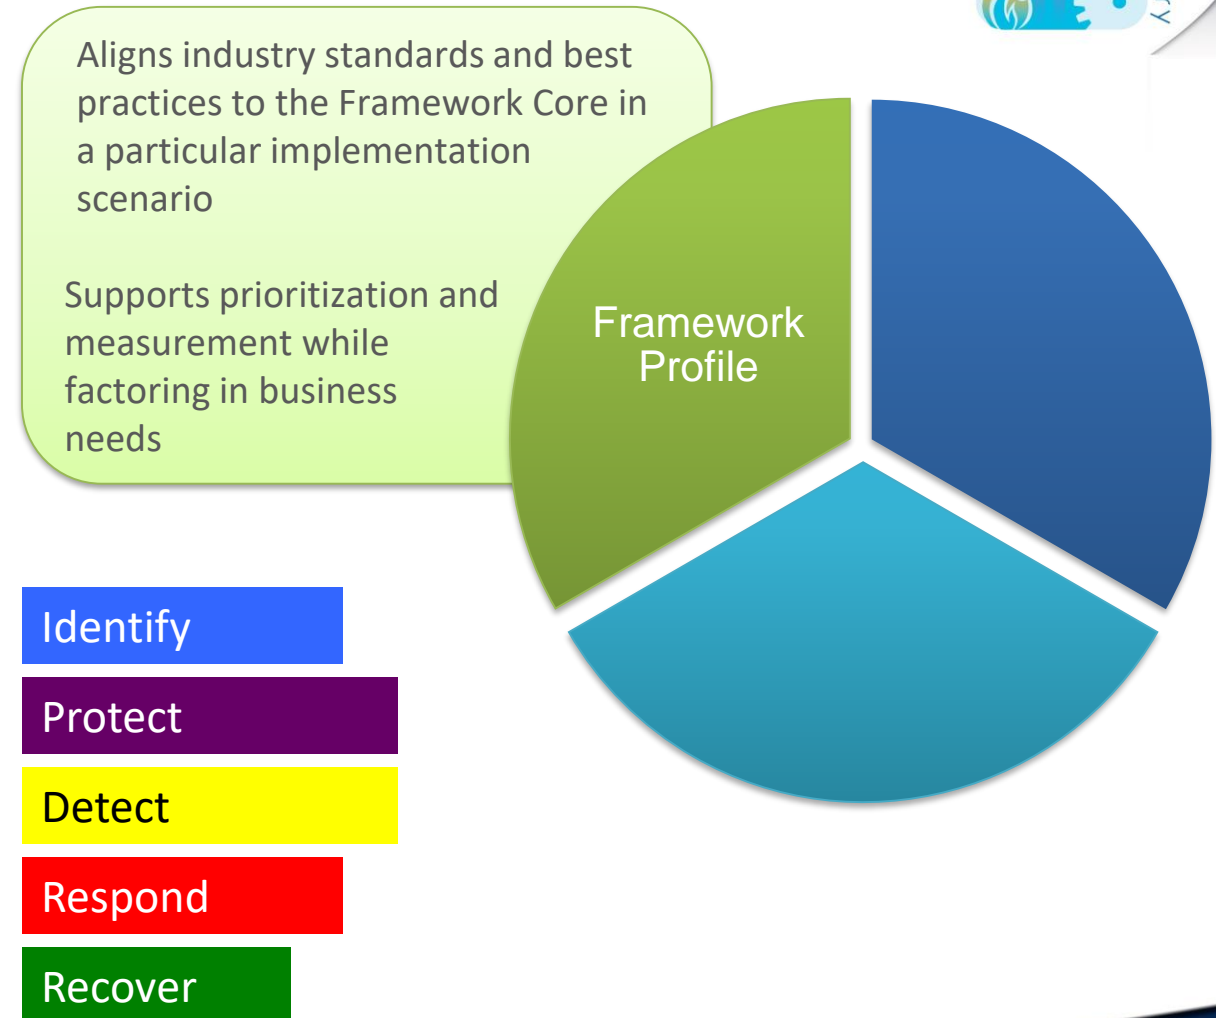 Aligns industry standards and best
practices to the Framework Core in
a particular implementation
scenario
Supports prioritization and
measurement while
factoring in business
needs
Framework
Profile
Identify
Protect
Detect
Respond
Recover